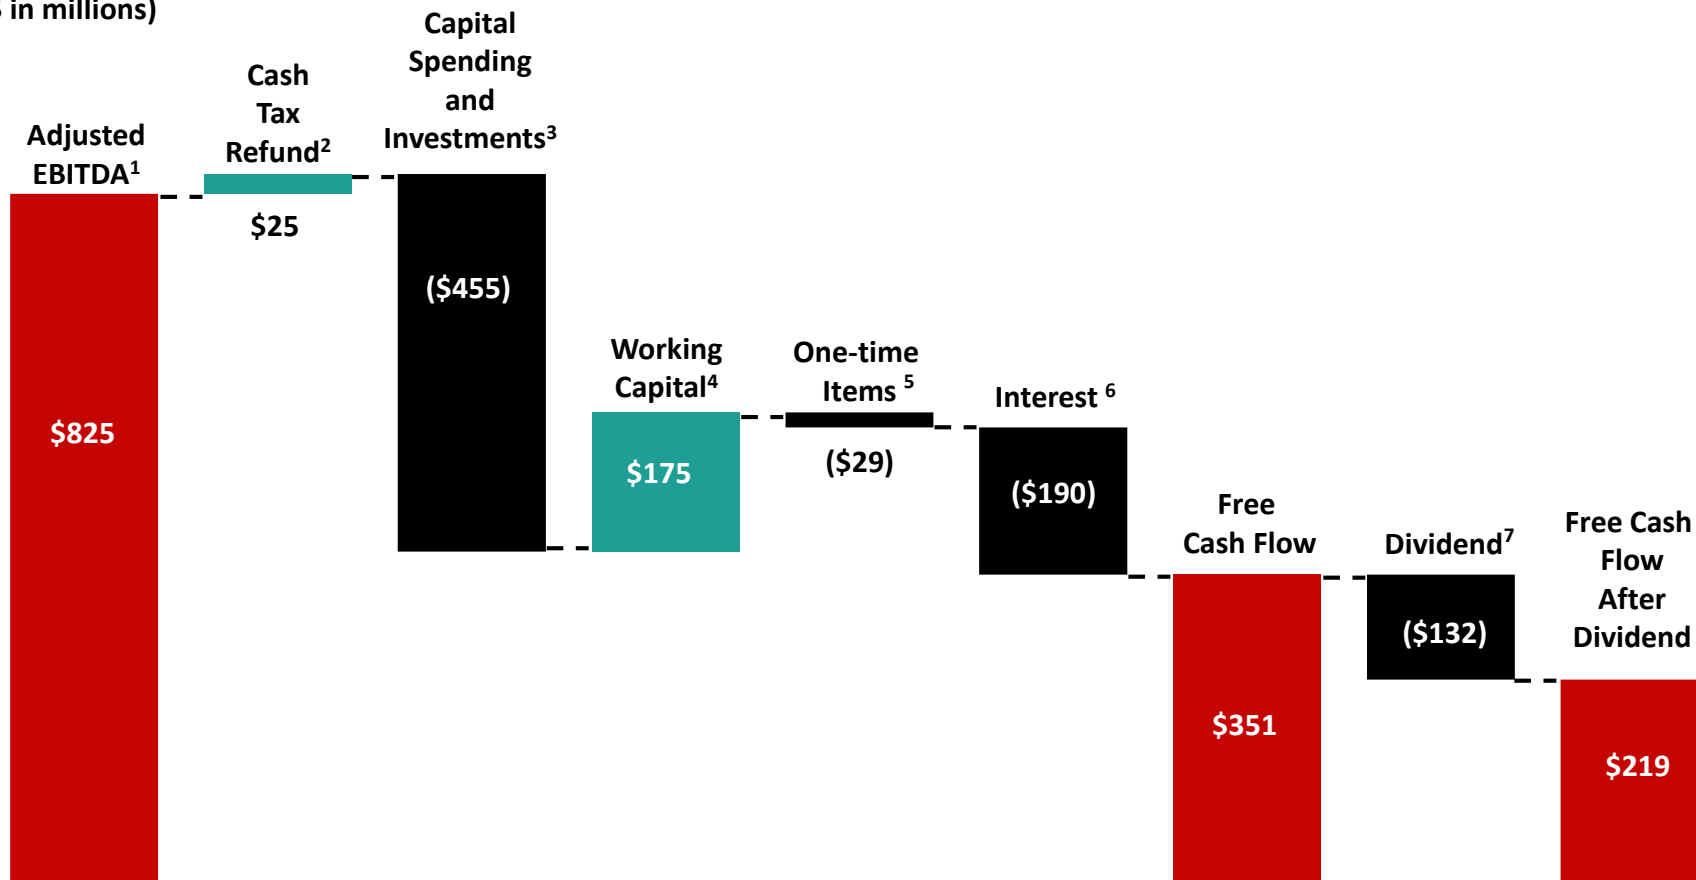 in millions)
Adjusted
EBITDA¹
$825
Cash
Tax
Refund²
$25
Capital
Spending
and
Investments³
($455)
Working
Capital⁴
$175
One-time
Items ⁵
($29)
Interest ⁶
($190)
Free
Cash Flow
$351
Dividend⁷
($132)
Free Cash
Flow
After
Dividend
$219